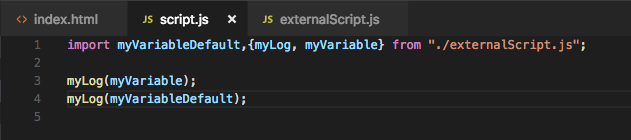 <> index.html JS script.js × JS externalScript.js
1 import myVariableDefault,{myLog, myVariable} from "./externalScript.js";
2
3 myLog(myVariable);
4 myLog(myVariableDefault);
5